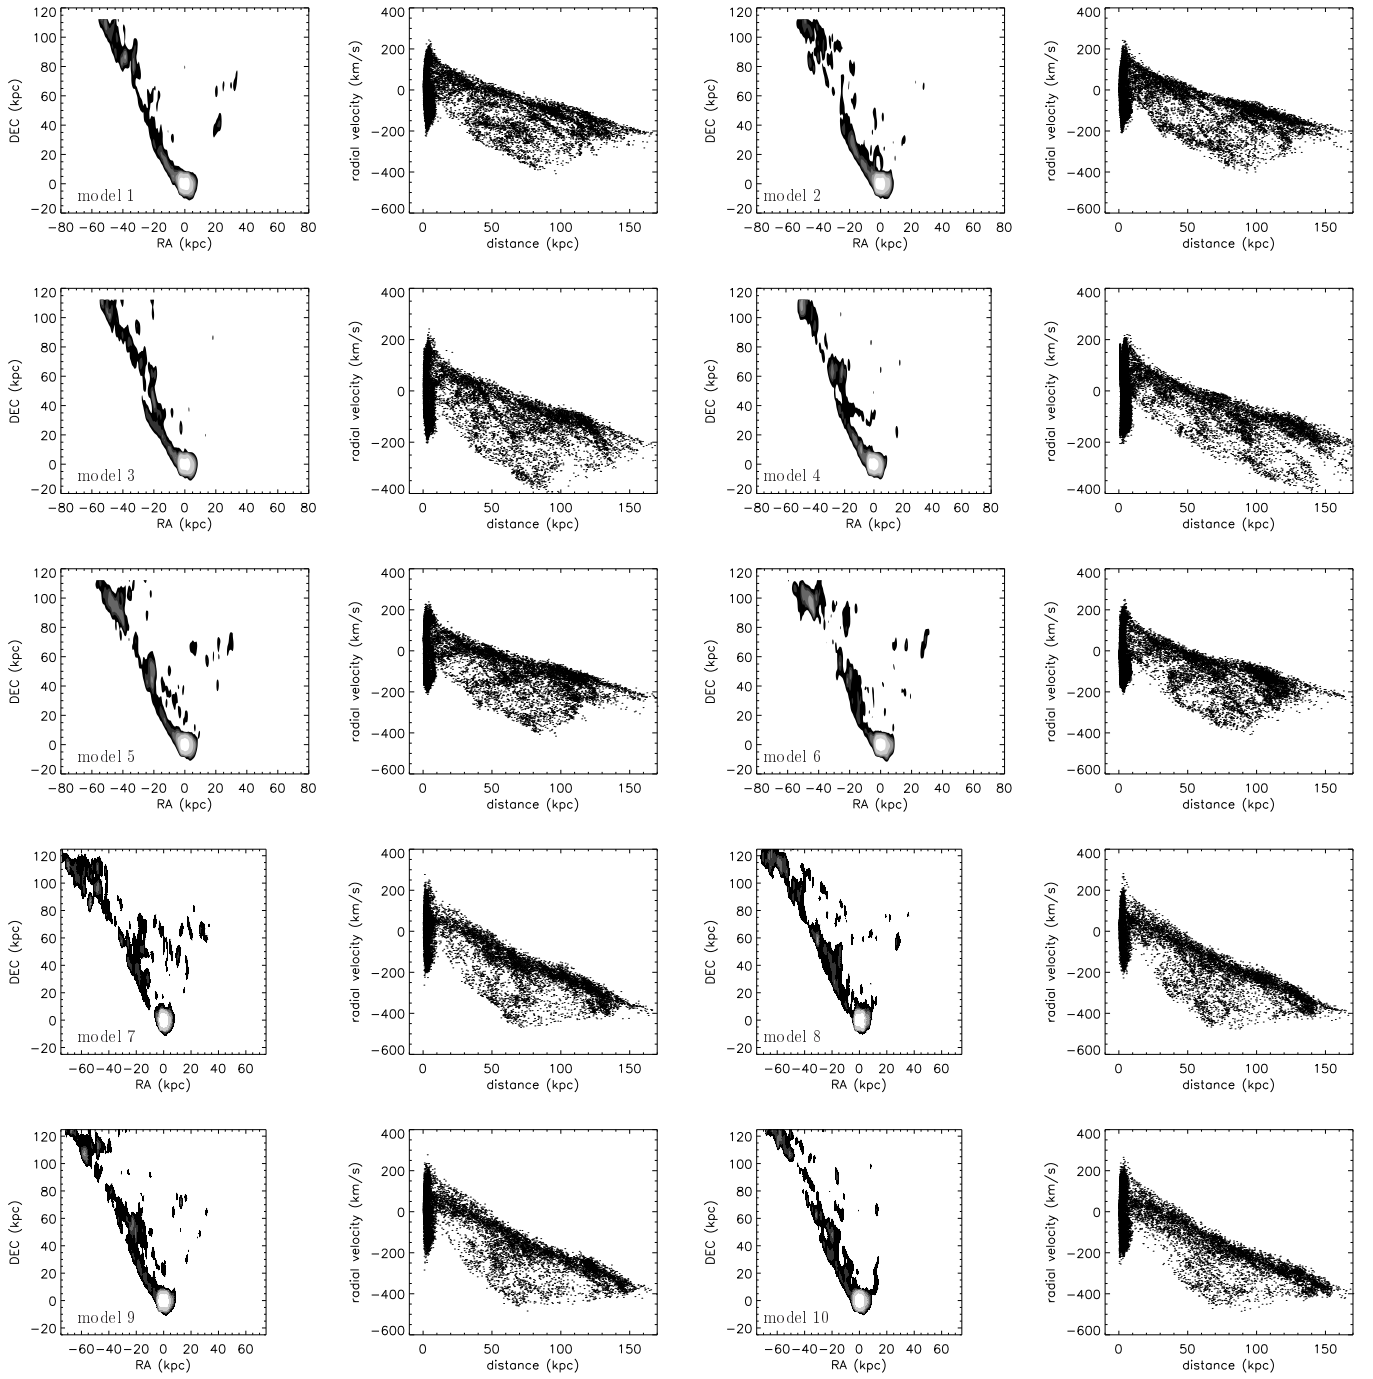 DEC (kpc)
120
100
80
60
40
20
0
−20
model 1
−80 −60 −40 −20 0 20 40 60 80
RA (kpc)
radial velocity (km/s)
400
200
0
−200
−400
−600
0 50 100 150
distance (kpc)
DEC (kpc)
120
100
80
60
40
20
0
−20
model 2
−80 −60 −40 −20 0 20 40 60 80
RA (kpc)
radial velocity (km/s)
400
200
0
−200
−400
−600
0 50 100 150
distance (kpc)
DEC (kpc)
120
100
80
60
40
20
0
−20
model 3
−80 −60 −40 −20 0 20 40 60 80
RA (kpc)
radial velocity (km/s)
400
200
0
−200
−400
0 50 100 150
distance (kpc)
DEC (kpc)
120
100
80
60
40
20
0
−20
model 4
−80 −60 −40 −20 0 20 40 60 80
RA (kpc)
radial velocity (km/s)
400
200
0
−200
−400
0 50 100 150
distance (kpc)
DEC (kpc)
120
100
80
60
40
20
0
−20
model 5
−80 −60 −40 −20 0 20 40 60 80
RA (kpc)
radial velocity (km/s)
400
200
0
−200
−400
−600
0 50 100 150
distance (kpc)
DEC (kpc)
120
100
80
60
40
20
0
−20
model 6
−80 −60 −40 −20 0 20 40 60 80
RA (kpc)
radial velocity (km/s)
400
200
0
−200
−400
−600
0 50 100 150
distance (kpc)
DEC (kpc)
120
100
80
60
40
20
0
−20
model 7
−60 −40 −20 0 20 40 60
RA (kpc)
radial velocity (km/s)
400
200
0
−200
−400
−600
0 50 100 150
distance (kpc)
DEC (kpc)
120
100
80
60
40
20
0
−20
model 8
−60 −40 −20 0 20 40 60
RA (kpc)
radial velocity (km/s)
400
200
0
−200
−400
−600
0 50 100 150
distance (kpc)
DEC (kpc)
120
100
80
60
40
20
0
−20
model 9
−60 −40 −20 0 20 40 60
RA (kpc)
radial velocity (km/s)
400
200
0
−200
−400
−600
0 50 100 150
distance (kpc)
DEC (kpc)
120
100
80
60
40
20
0
−20
model 10
−60 −40 −20 0 20 40 60
RA (kpc)
radial velocity (km/s)
400
200
0
−200
−400
−600
0 50 100 150
distance (kpc)